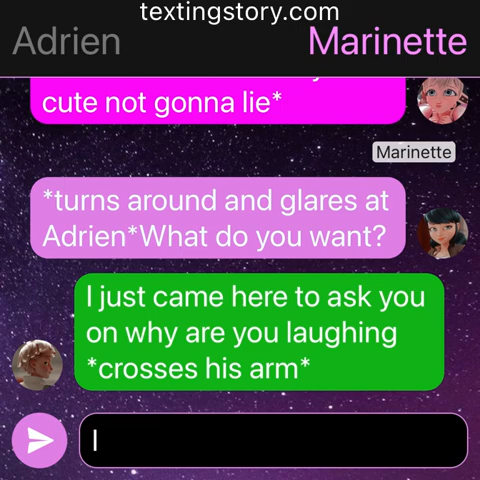 textingstory.com
Adrien
Marinette
cute not gonna lie*
Marinette
*turns around and glares at
Adrien*What do you want?
I just came here to ask you
on why are you laughing
*crosses his arm*